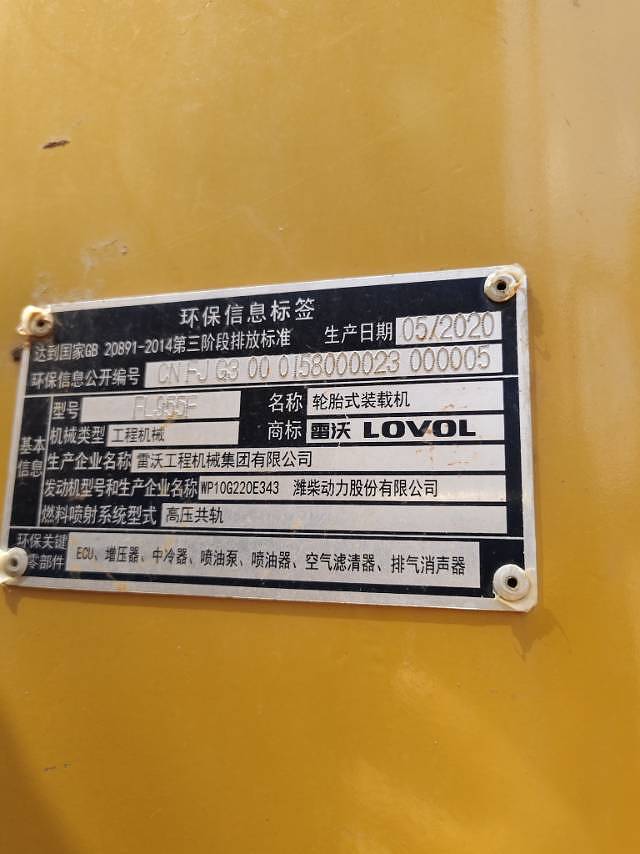 环保信息标签
达到国家GB 20891-2014第三阶段排放标准 生产日期 05/2020
环保信息公开编号 CN FJ G3 00 0158000023 000005
基本信息
型号 FL955F 名称 轮胎式装载机
机械类型 工程机械 商标 雷沃 LOVOL
生产企业名称 雷沃工程机械集团有限公司
发动机型号和生产企业名称 WP10G220E343 潍柴动力股份有限公司
燃料喷射系统型式 高压共轨
环保关键零部件 ECU、增压器、中冷器、喷油泵、喷油器、空气滤清器、排气消声器